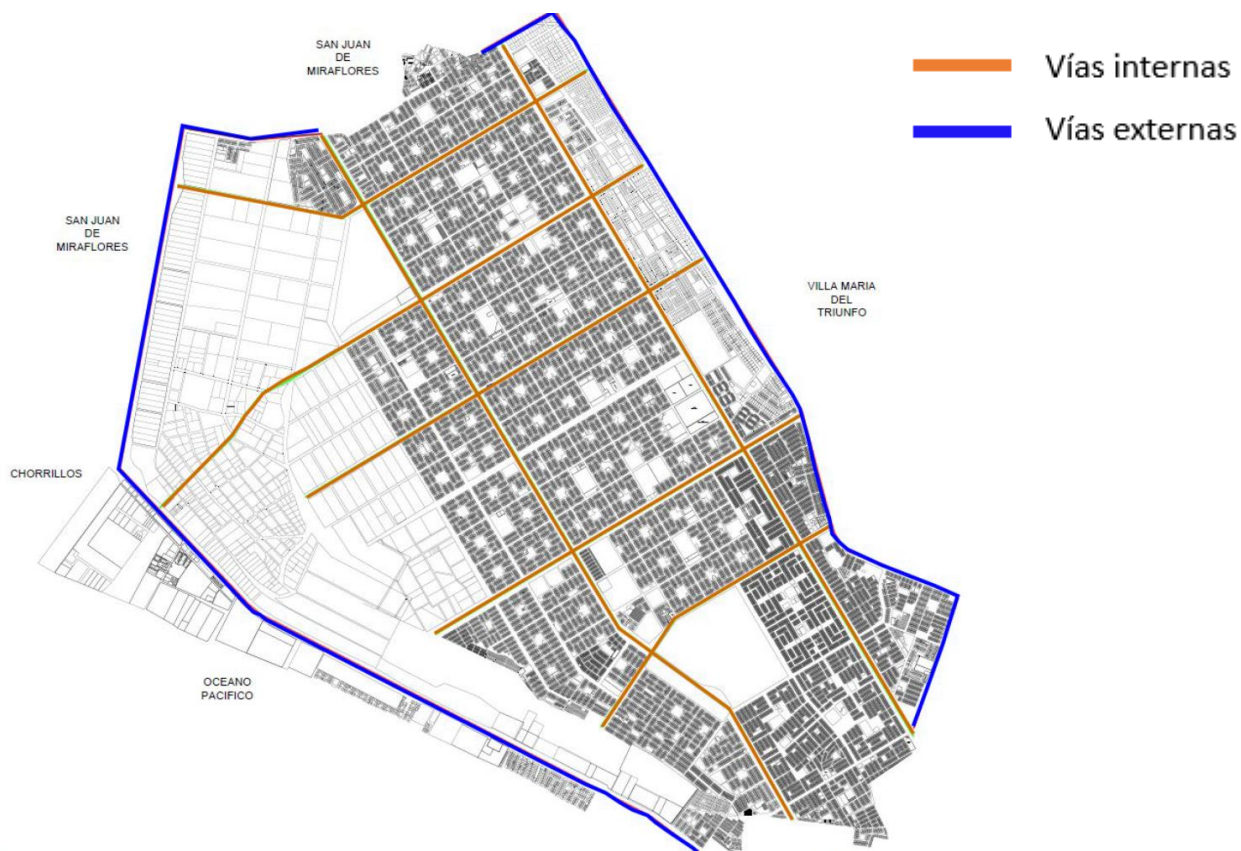 SAN JUAN
DE
MIRAFLORES
Vías internas
Vías externas
SAN JUAN
DE
MIRAFLORES
VILLA MARIA
DEL
TRIUNFO
CHORRILLOS
OCEANO
PACIFICO